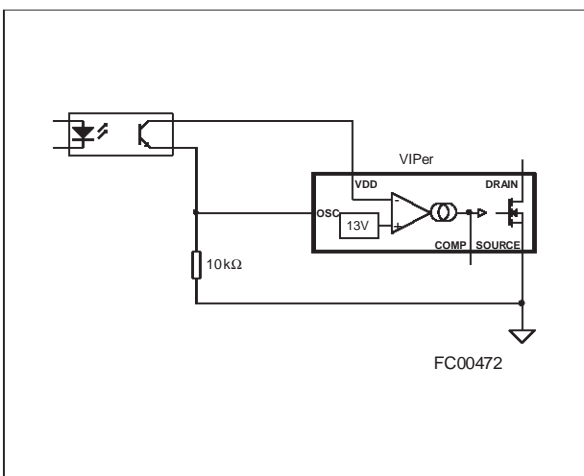 VIPer
VDD
DRAIN
-
OSC
13V
+
COMP
SOURCE
10kΩ
FC00472